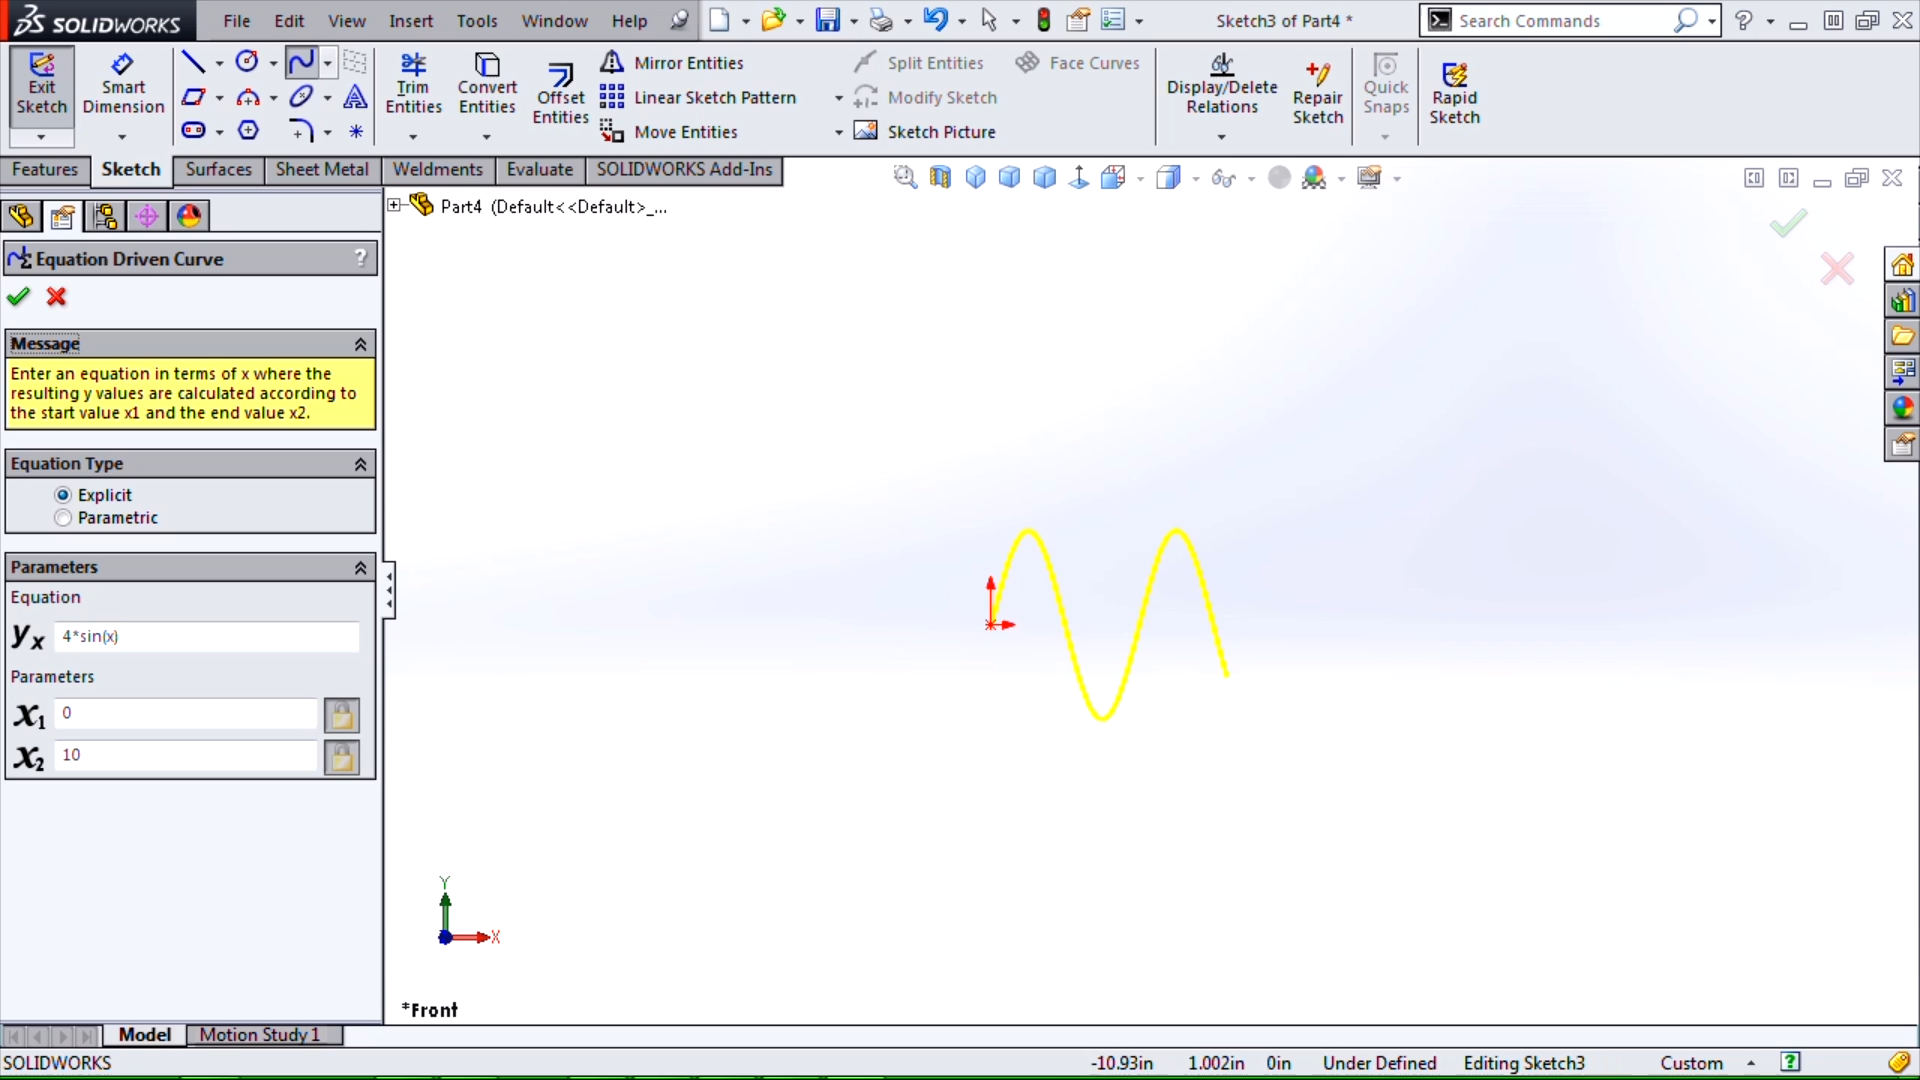 SOLIDWORKS File Edit View Insert Tools Window Help Sketch3 of Part4 * Search Commands ?
Exit Sketch
Smart Dimension
Trim Entities
Convert Entities
Offset Entities
Mirror Entities
Linear Sketch Pattern
Move Entities
Split Entities
Face Curves
Modify Sketch
Sketch Picture
Display/Delete Relations
Repair Sketch
Quick Snaps
Rapid Sketch
Features Sketch Surfaces Sheet Metal Weldments Evaluate SOLIDWORKS Add-Ins
Part4 (Default<<Default>_...
Equation Driven Curve ?
Message
Enter an equation in terms of x where the
resulting y values are calculated according to
the start value x1 and the end value x2.
Equation Type
Explicit
Parametric
Parameters
Equation
yx 4*sin(x)
Parameters
x1 0
x2 10
Y
X
*Front
Model Motion Study 1
SOLIDWORKS -10.93in 1.002in 0in Under Defined Editing Sketch3 Custom ?